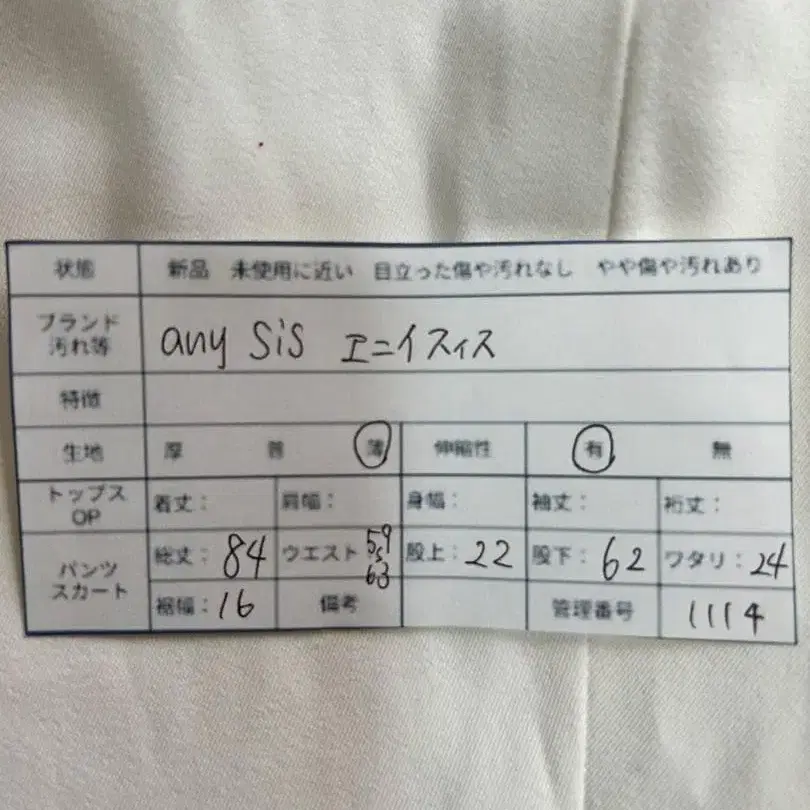 状態 新品 未使用に近い 目立った傷や汚れなし やや傷や汚れあり
ブランド
汚れ等 any SiS エニイスィス
特徴
生地 厚 普 薄 伸縮性 有 無
トップス
OP 着丈: 肩幅: 身幅: 袖丈: 裄丈:
パンツ
スカート 総丈:84 ウエスト 59 S 63 股上:22 股下:62 ワタリ:24
裾幅:16 備考 管理番号 1114